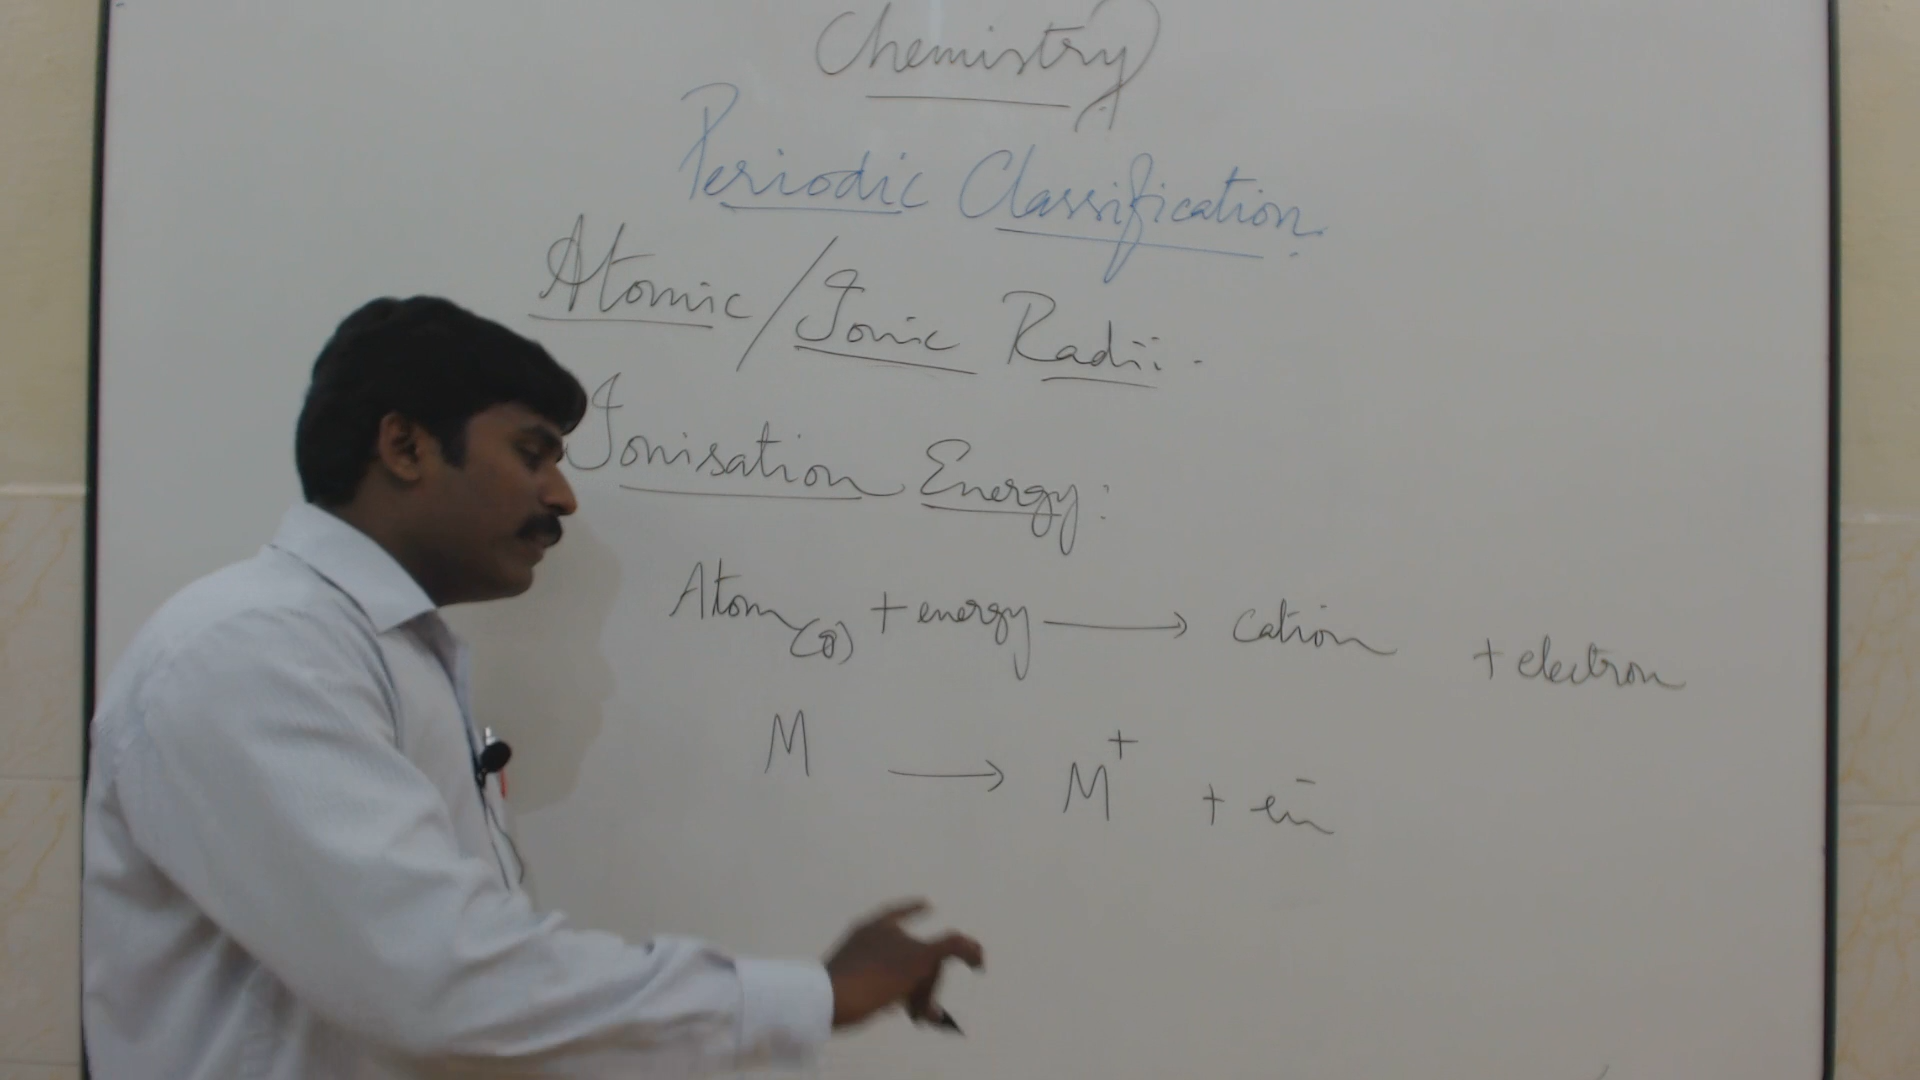 Chemistry
Periodic Classification.
Atomic/Ionic Radii.
Ionisation Energy:
Atom(g) + energy ⟶ cation + electron
M ⟶ M⁺ + e⁻